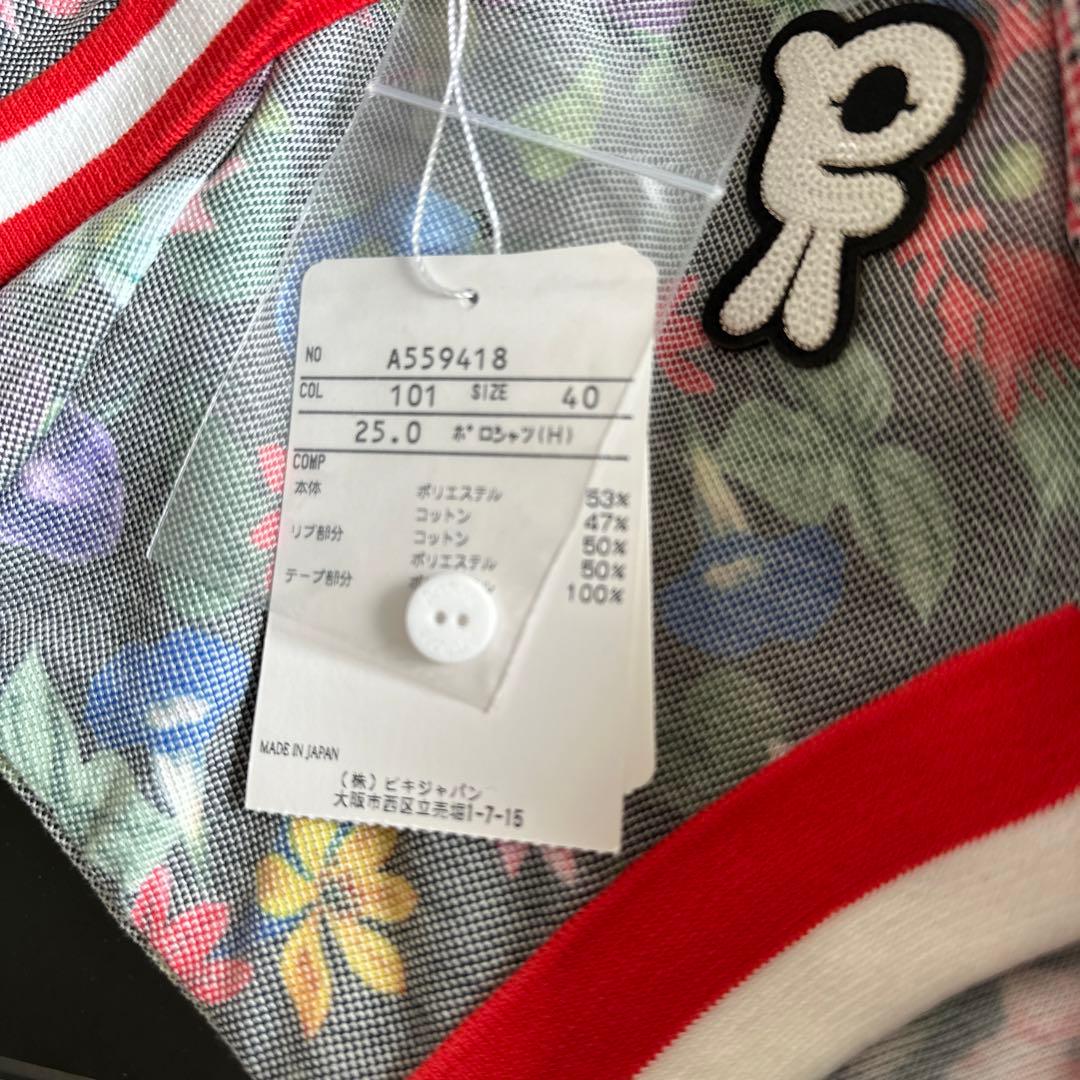 NO A559418
COL 101 SIZE 40
25.0 ポロシャツ(H)
COMP
本体 ポリエステル 53%
コットン 47%
リブ部分 コットン 50%
ポリエステル 50%
テープ部分 100%
MADE IN JAPAN
(株)ピキジャパン
大阪市西区立売堀1-7-15